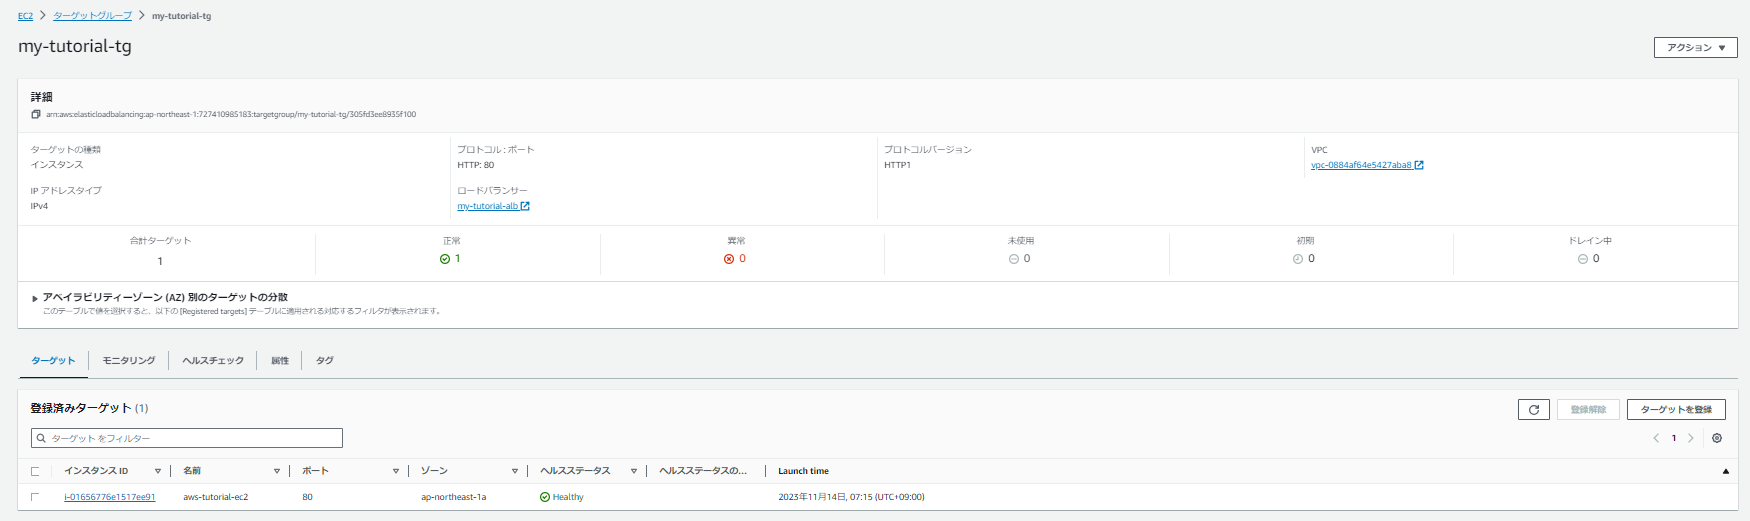 EC2 > ターゲットグループ > my-tutorial-tg
my-tutorial-tg
アクション
詳細
arn:aws:elasticloadbalancing:ap-northeast-1:727410985183:targetgroup/my-tutorial-tg/305fd3ee8935f100
ターゲットの種類
インスタンス
プロトコル : ポート
HTTP: 80
プロトコルバージョン
HTTP1
VPC
vpc-0884af64e5427aba8
IP アドレスタイプ
IPv4
ロードバランサー
my-tutorial-alb
合計ターゲット
1
正常
1
異常
0
未使用
0
初期
0
ドレイン中
0
アベイラビリティーゾーン (AZ) 別のターゲットの分散
このテーブルで値を選択すると、以下の [Registered targets] テーブルに適用される対応するフィルタが表示されます。
ターゲット モニタリング ヘルスチェック 属性 タグ
登録済みターゲット (1)
登録解除 ターゲットを登録
ターゲット をフィルター
1
インスタンス ID 名前 ポート ゾーン ヘルスステータス ヘルスステータスの... Launch time
i-01656776e1517ee91 aws-tutorial-ec2 80 ap-northeast-1a Healthy 2023年11月14日, 07:15 (UTC+09:00)